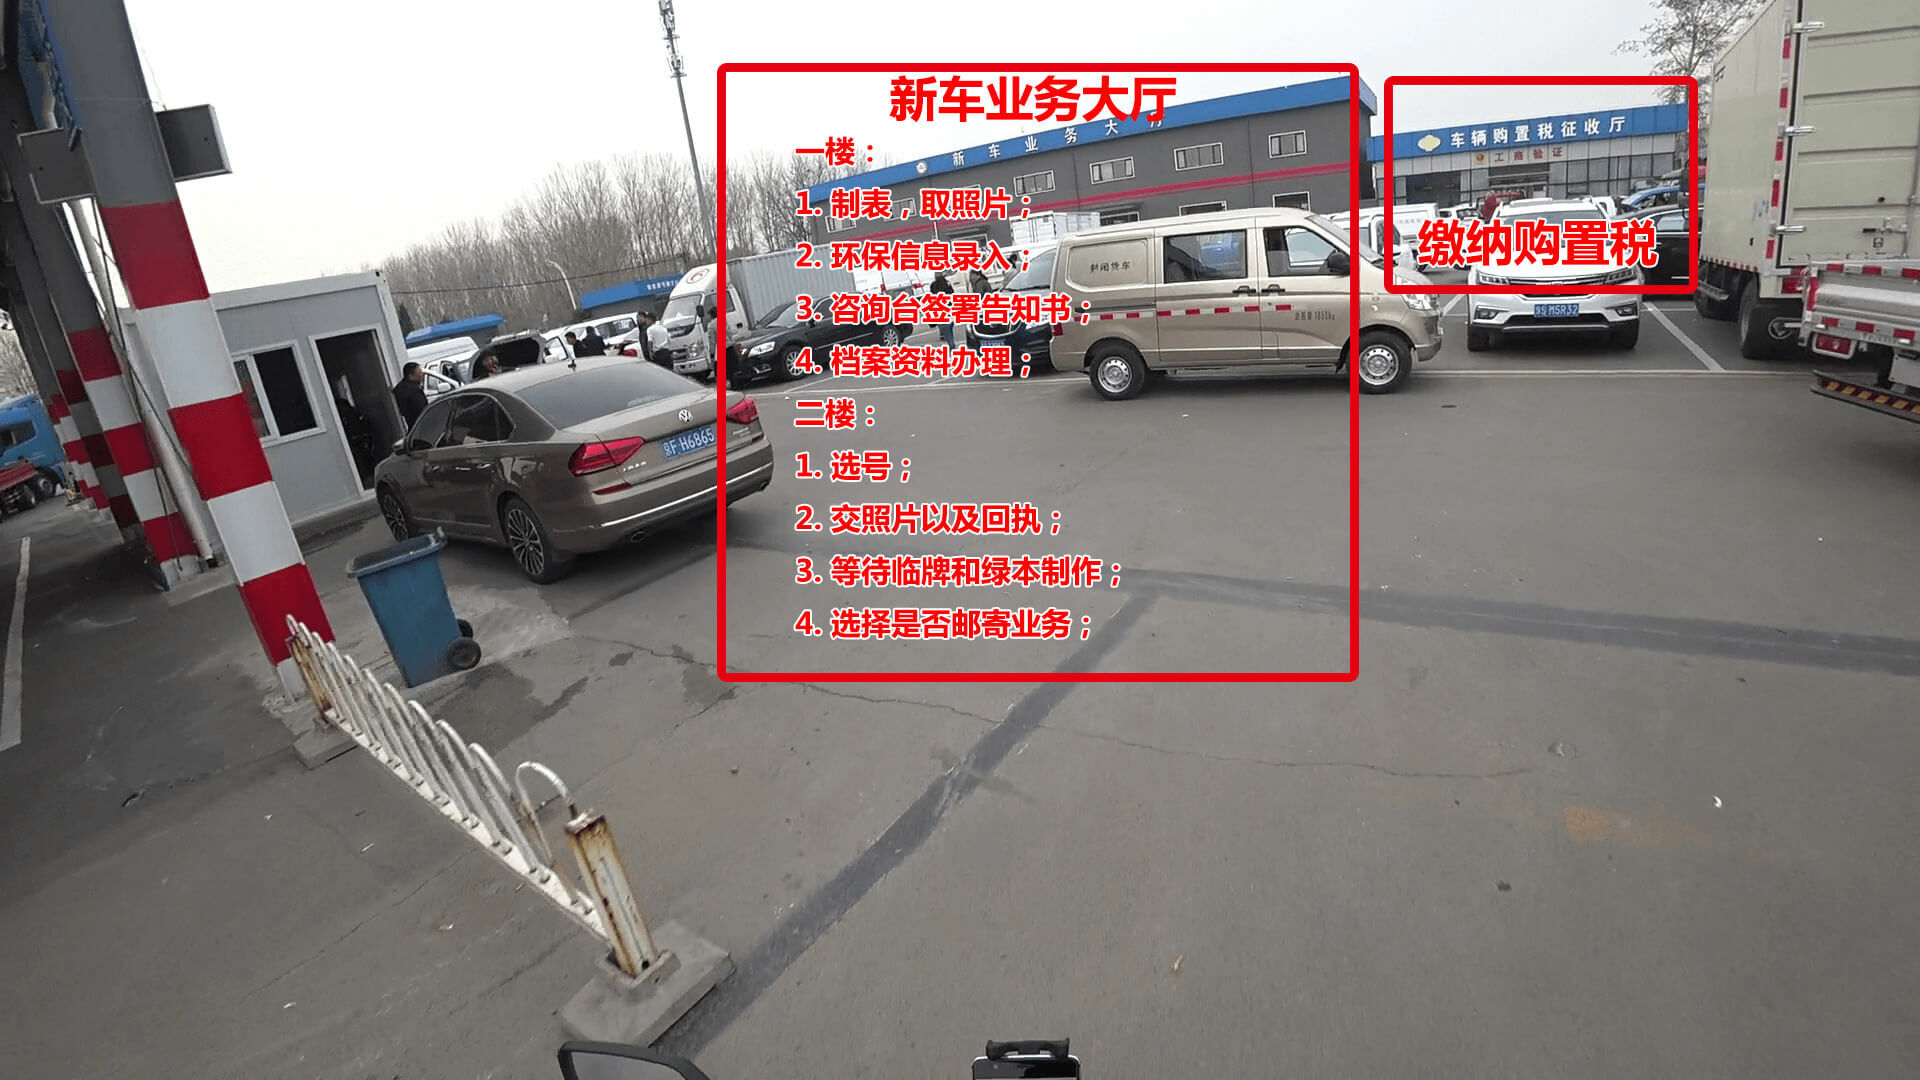 新车业务大厅
一楼：
1. 制表，取照片；
2. 环保信息录入；
3. 咨询台签署告知书；
4. 档案资料办理；
二楼：
1. 选号；
2. 交照片以及回执；
3. 等待临牌和绿本制作；
4. 选择是否邮寄业务；
新车业务大厅
车辆购置税征收厅
工商验证
缴纳购置税
封闭货车
京F·H6865